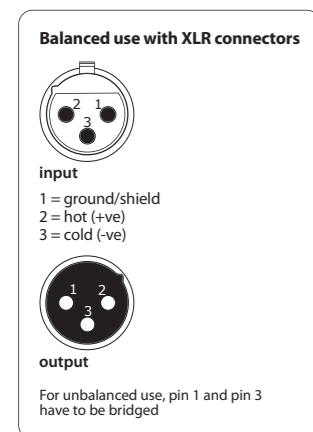 Balanced use with XLR connectors
2 1
3
input
1 = ground/shield
2 = hot (+ve)
3 = cold (-ve)
1 2
3
output
For unbalanced use, pin 1 and pin 3
have to be bridged